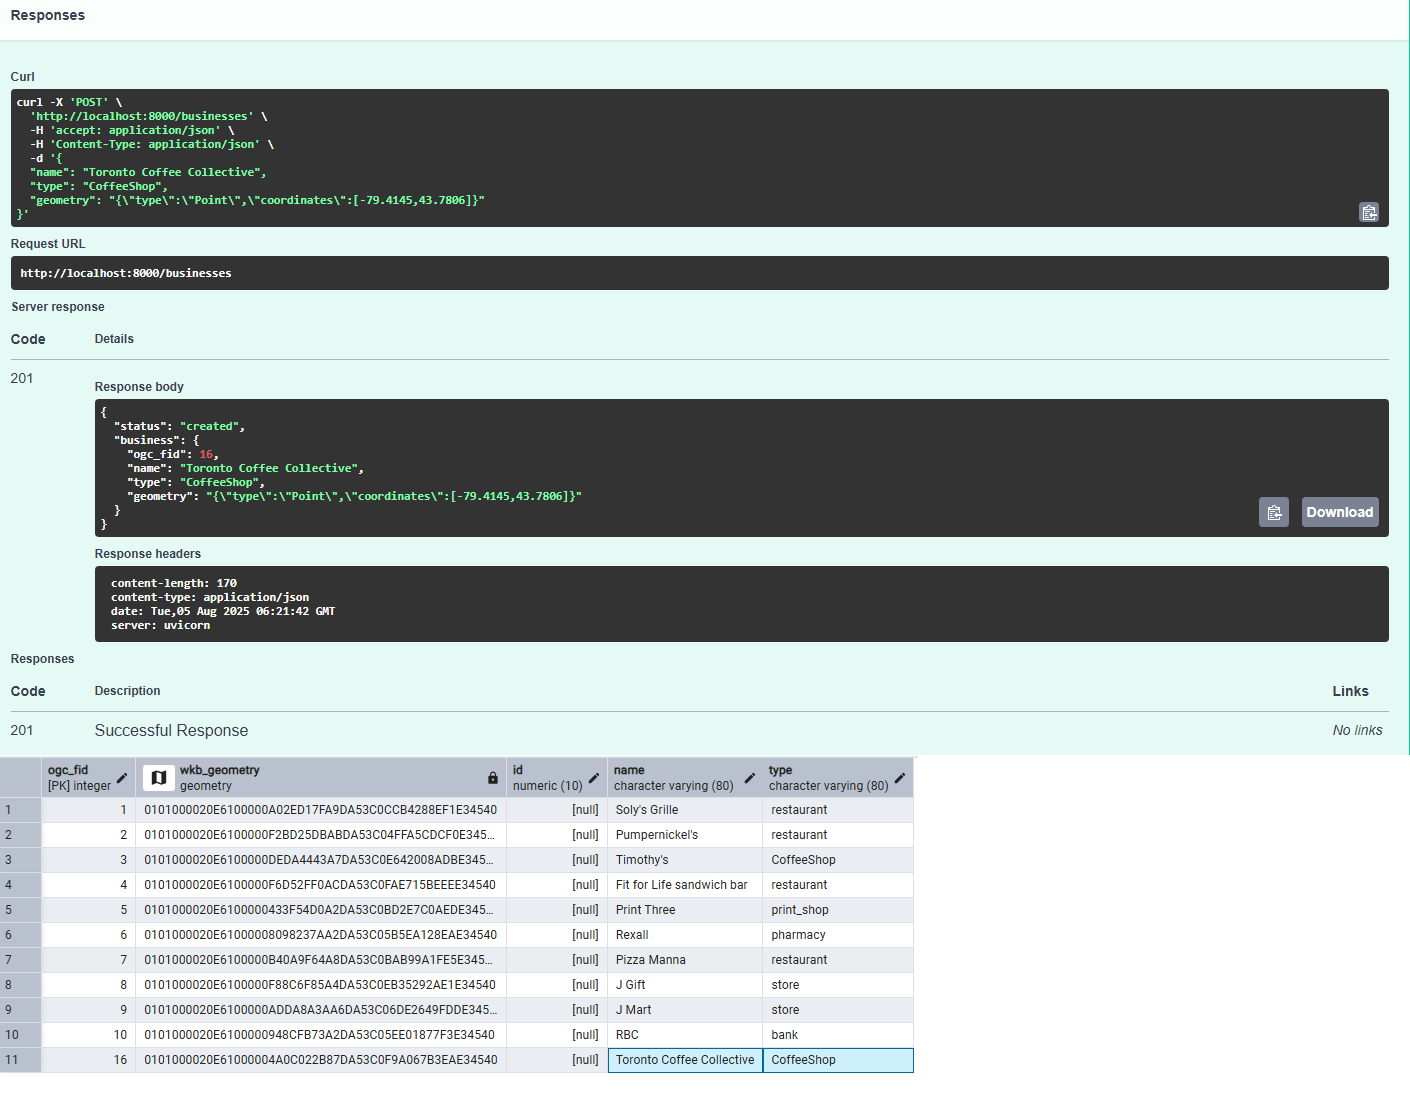 Responses
Curl
curl -X 'POST' \
  'http://localhost:8000/businesses' \
  -H 'accept: application/json' \
  -H 'Content-Type: application/json' \
  -d '{
  "name": "Toronto Coffee Collective",
  "type": "CoffeeShop",
  "geometry": "{\"type\":\"Point\",\"coordinates\":[-79.4145,43.7806]}"
}'
Request URL
http://localhost:8000/businesses
Server response
Code Details
201
Response body
{
  "status": "created",
  "business": {
    "ogc_fid": 16,
    "name": "Toronto Coffee Collective",
    "type": "CoffeeShop",
    "geometry": "{\"type\":\"Point\",\"coordinates\":[-79.4145,43.7806]}"
  }
}
Download
Response headers
content-length: 170
content-type: application/json
date: Tue,05 Aug 2025 06:21:42 GMT
server: uvicorn
Responses
Code Description Links
201 Successful Response No links
ogc_fid wkb_geometry id name type
[PK] integer geometry numeric (10) character varying (80) character varying (80)
1 1 0101000020E6100000A02ED17FA9DA53C0CCB4288EF1E34540 [null] Soly's Grille restaurant
2 2 0101000020E6100000F2BD25DBABDA53C04FFA5CDCF0E345... [null] Pumpernickel's restaurant
3 3 0101000020E6100000DEDA4443A7DA53C0E642008ADBE345... [null] Timothy's CoffeeShop
4 4 0101000020E6100000F6D52FF0ACDA53C0FAE715BEEEE34540 [null] Fit for Life sandwich bar restaurant
5 5 0101000020E6100000433F54D0A2DA53C0BD2E7C0AEDE345... [null] Print Three print_shop
6 6 0101000020E61000008098237AA2DA53C05B5EA128EAE34540 [null] Rexall pharmacy
7 7 0101000020E6100000B40A9F64A8DA53C0BAB99A1FE5E345... [null] Pizza Manna restaurant
8 8 0101000020E6100000F88C6F85A4DA53C0EB35292AE1E34540 [null] J Gift store
9 9 0101000020E6100000ADDA8A3AA6DA53C06DE2649FDDE345... [null] J Mart store
10 10 0101000020E6100000948CFB73A2DA53C05EE01877F3E34540 [null] RBC bank
11 16 0101000020E61000004A0C022B87DA53C0F9A067B3EAE34540 [null] Toronto Coffee Collective CoffeeShop